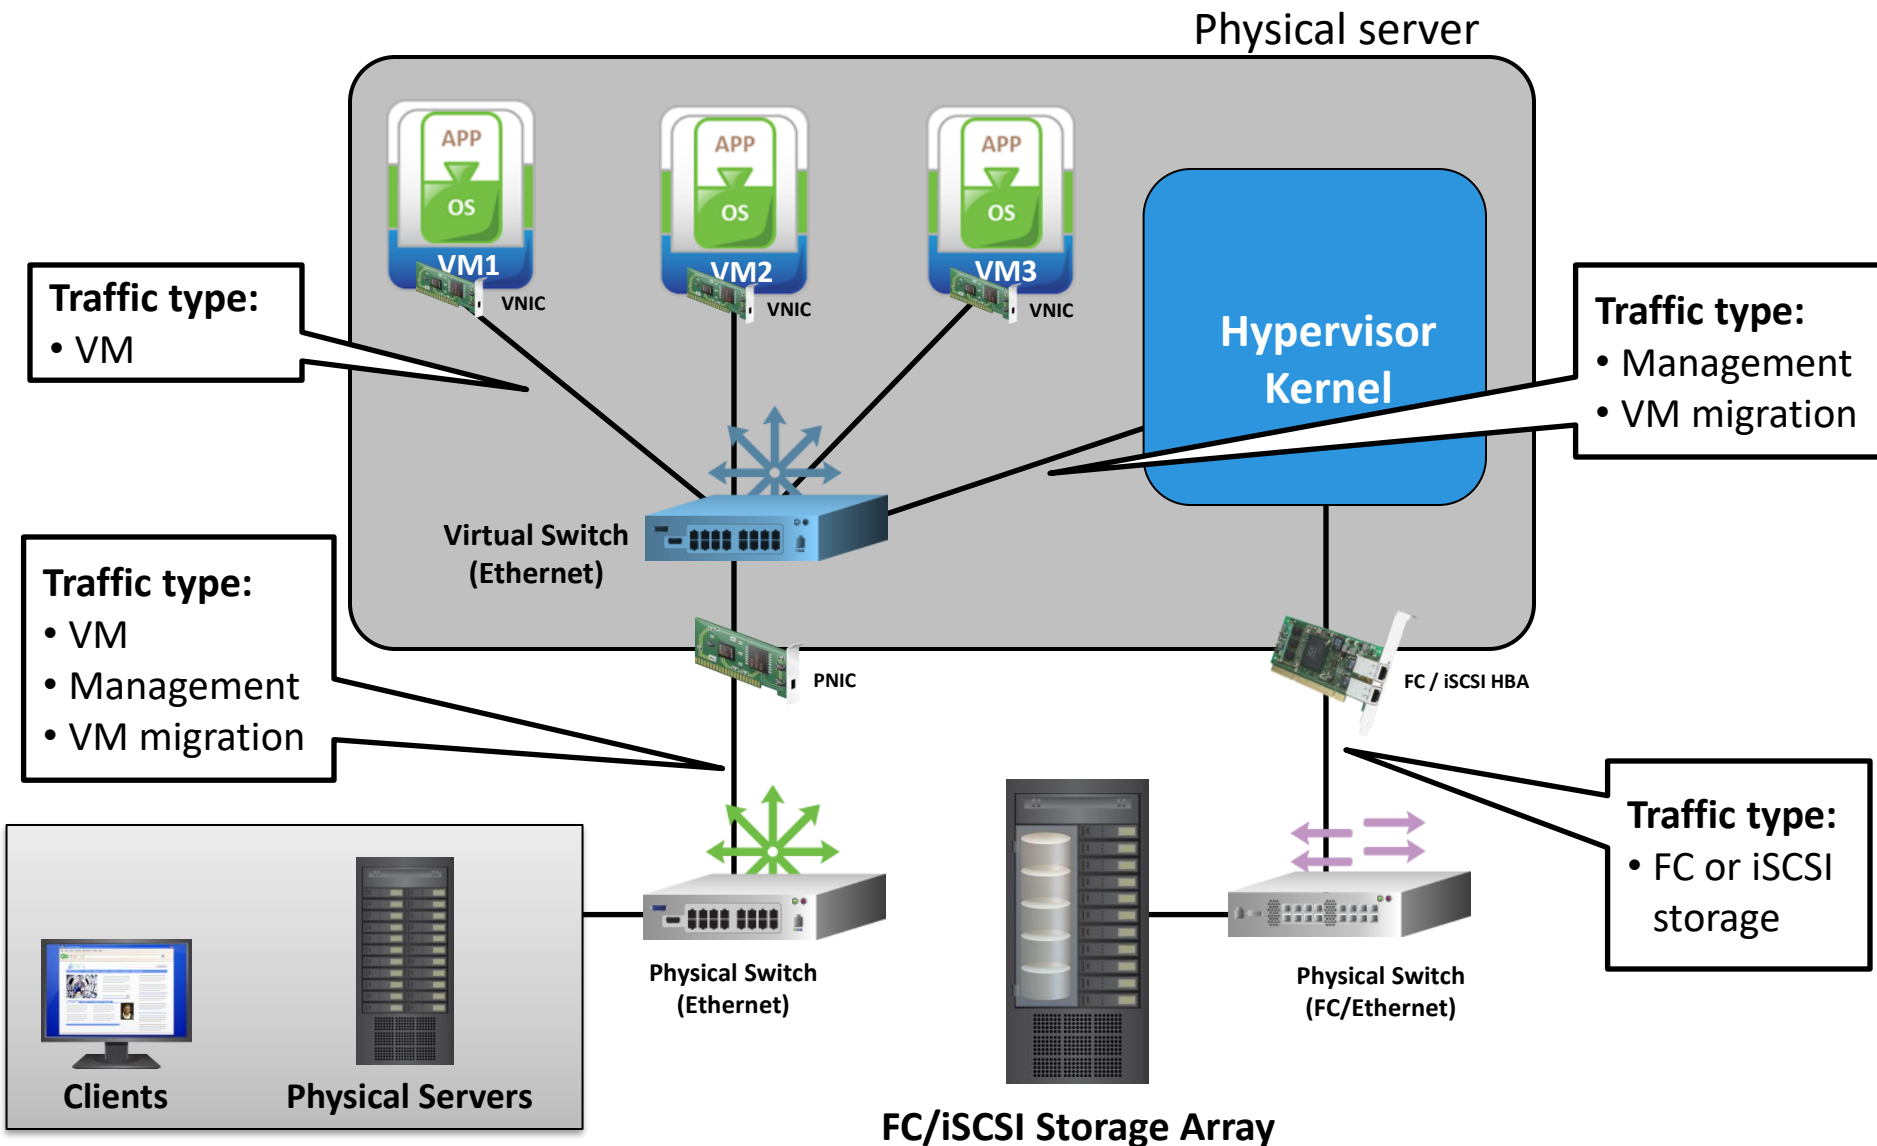 Physical server
APP
OS
VM1
VNIC
APP
OS
VM2
VNIC
APP
OS
VM3
VNIC
Hypervisor
Kernel
Traffic type:
• VM
Traffic type:
• Management
• VM migration
Virtual Switch
(Ethernet)
Traffic type:
• VM
• Management
• VM migration
PNIC
FC / iSCSI HBA
Traffic type:
• FC or iSCSI
storage
Physical Switch
(Ethernet)
Physical Switch
(FC/Ethernet)
Clients
Physical Servers
FC/iSCSI Storage Array